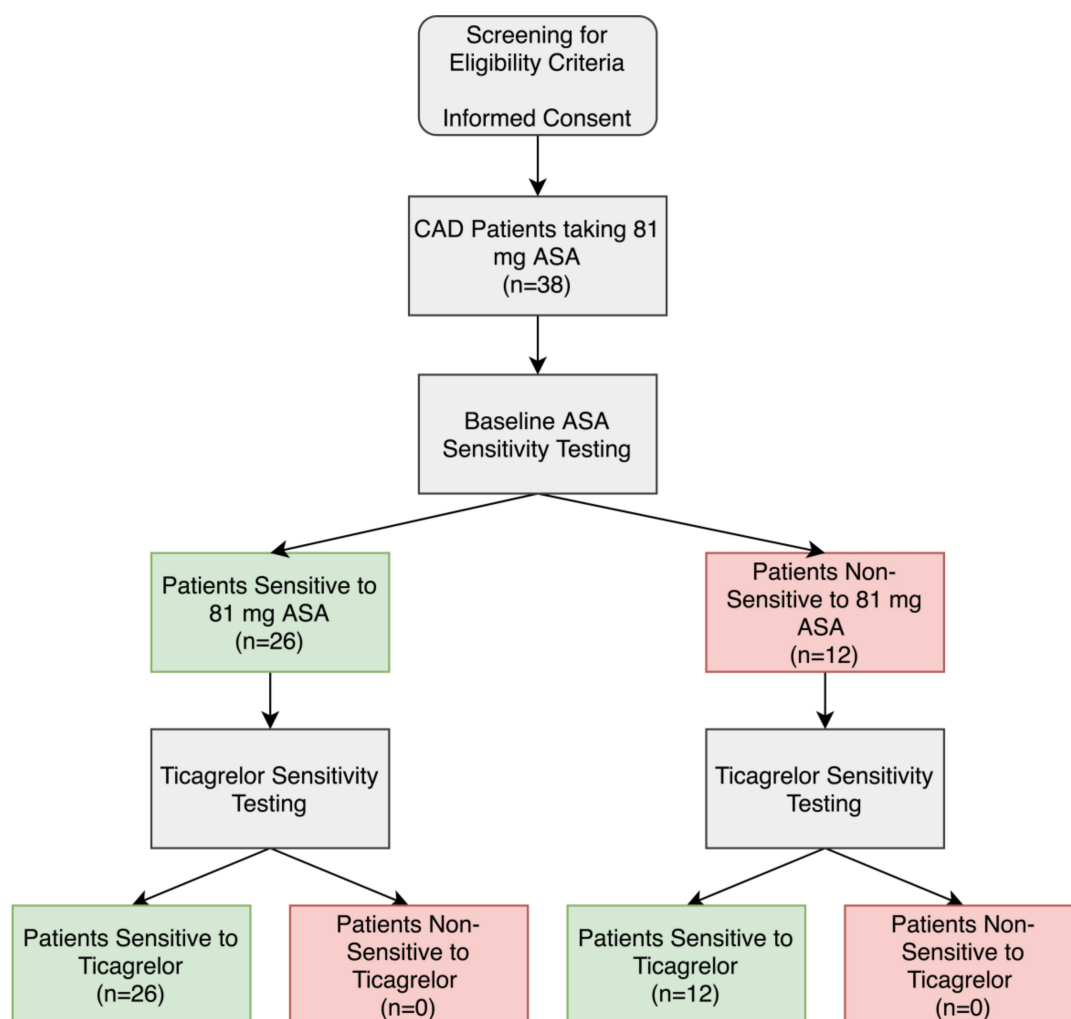 Screening for
Eligibility Criteria
Informed Consent
CAD Patients taking 81
mg ASA
(n=38)
Baseline ASA
Sensitivity Testing
Patients Sensitive to
81 mg ASA
(n=26)
Patients Non-
Sensitive to 81 mg
ASA
(n=12)
Ticagrelor Sensitivity
Testing
Ticagrelor Sensitivity
Testing
Patients Sensitive to
Ticagrelor
(n=26)
Patients Non-
Sensitive to
Ticagrelor
(n=0)
Patients Sensitive to
Ticagrelor
(n=12)
Patients Non-
Sensitive to
Ticagrelor
(n=0)